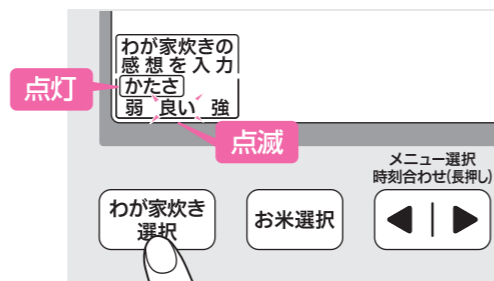 わが家炊きの
感想を入力
点灯
かたさ
弱 良い 強
点滅
メニュー選択
時刻合わせ(長押し)
わが家炊き
選択
お米選択